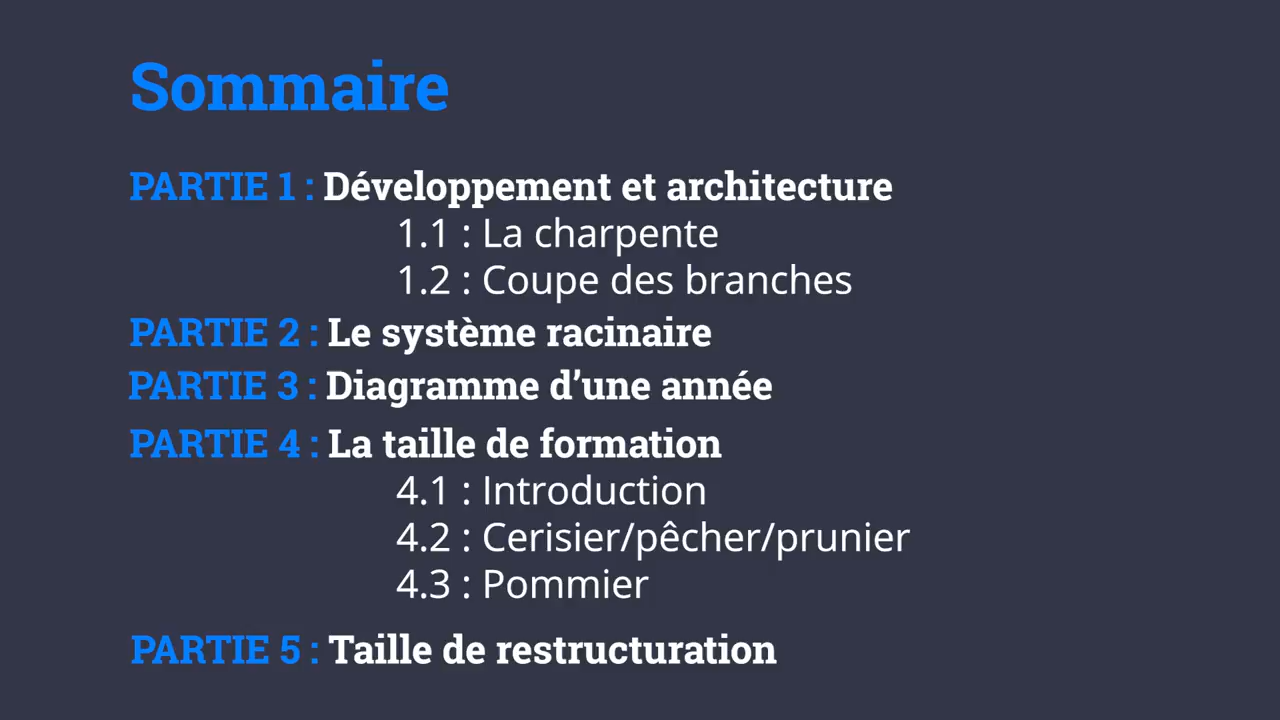 Sommaire
PARTIE 1 : Développement et architecture
1.1 : La charpente
1.2 : Coupe des branches
PARTIE 2 : Le système racinaire
PARTIE 3 : Diagramme d’une année
PARTIE 4 : La taille de formation
4.1 : Introduction
4.2 : Cerisier/pêcher/prunier
4.3 : Pommier
PARTIE 5 : Taille de restructuration